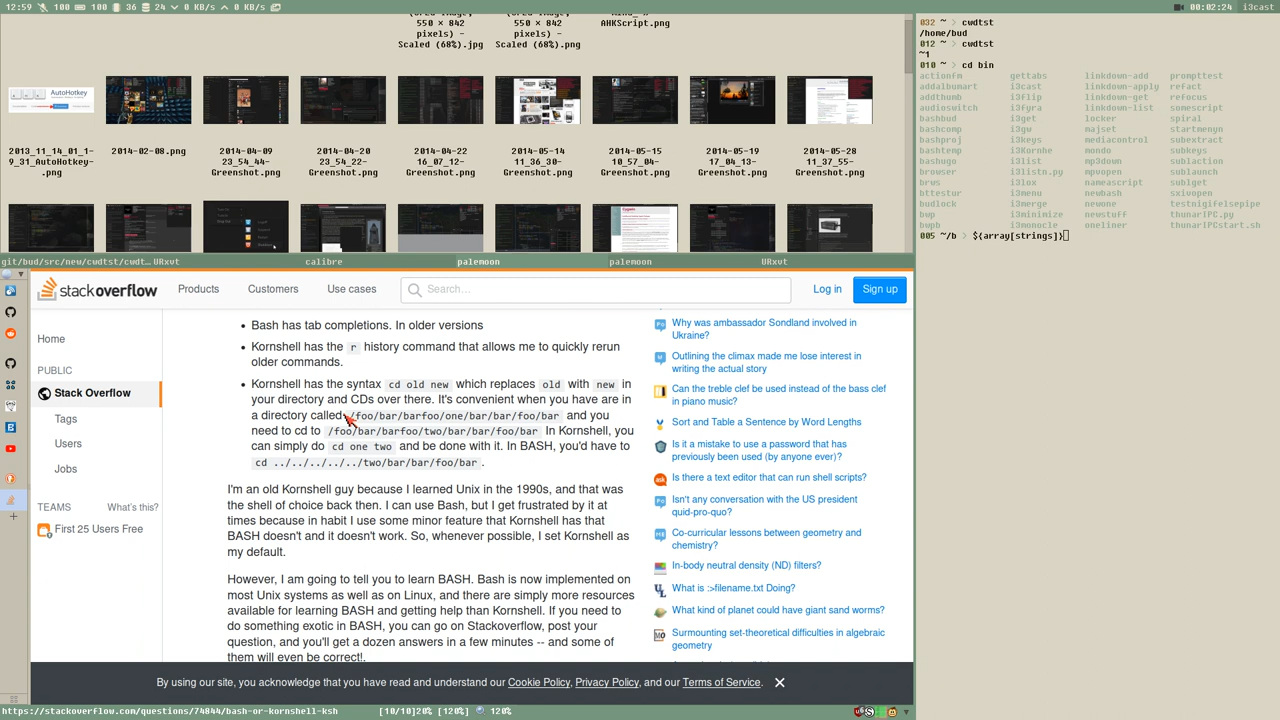 12:59 100 100 36 24 0 KB/s 0 KB/s
00:02:24 i3cast
550 × 842
pixels) -
Scaled (68%).jpg
550 × 842
pixels) -
Scaled (68%).png
AHKScript.png
AutoHotkey
2013_11_14_01_1-
9_31_AutoHotkey-
.png
2014-02-08.png
2014-04-09
23_54_44-
Greenshot.png
2014-04-20
23_54_22-
Greenshot.png
2014-04-22
16_07_12-
Greenshot.png
2014-05-14
11_36_30-
Greenshot.png
2014-05-15
10_57_04-
Greenshot.png
2014-05-19
17_04_13-
Greenshot.png
2014-05-28
11_37_55-
Greenshot.png
git/bud/src/new/cwdtst/cwdt… URxvt
calibre
palemoon
palemoon
URxvt
stackoverflow
Products
Customers
Use cases
Search…
Log in
Sign up
Home
PUBLIC
Stack Overflow
Tags
Users
Jobs
TEAMS What's this?
First 25 Users Free
Bash has tab completions. In older versions
Kornshell has the r history command that allows me to quickly rerun
older commands.
Kornshell has the syntax cd old new which replaces old with new in
your directory and CDs over there. It's convenient when you have are in
a directory called /foo/bar/barfoo/one/bar/bar/foo/bar and you
need to cd to /foo/bar/barfoo/two/bar/bar/foo/bar In Kornshell, you
can simply do cd one two and be done with it. In BASH, you'd have to
cd ../../../../../two/bar/bar/foo/bar .
I'm an old Kornshell guy because I learned Unix in the 1990s, and that was
the shell of choice back then. I can use Bash, but I get frustrated by it at
times because in habit I use some minor feature that Kornshell has that
BASH doesn't and it doesn't work. So, whenever possible, I set Kornshell as
my default.
However, I am going to tell you to learn BASH. Bash is now implemented on
most Unix systems as well as on Linux, and there are simply more resources
available for learning BASH and getting help than Kornshell. If you need to
do something exotic in BASH, you can go on Stackoverflow, post your
question, and you'll get a dozen answers in a few minutes -- and some of
them will even be correct!.
Why was ambassador Sondland involved in
Ukraine?
Outlining the climax made me lose interest in
writing the actual story
Can the treble clef be used instead of the bass clef
in piano music?
Sort and Table a Sentence by Word Lengths
Is it a mistake to use a password that has
previously been used (by anyone ever)?
Is there a text editor that can run shell scripts?
Isn't any conversation with the US president
quid-pro-quo?
Co-curricular lessons between geometry and
chemistry?
In-body neutral density (ND) filters?
What is :>filename.txt Doing?
What kind of planet could have giant sand worms?
Surmounting set-theoretical difficulties in algebraic
geometry
By using our site, you acknowledge that you have read and understand our Cookie Policy, Privacy Policy, and our Terms of Service.
https://stackoverflow.com/questions/74844/bash-or-kornshell-ksh [10/10]20% [120%] 120%
032 ~ > cwdtst
/home/bud
012 ~ > cwdtst
~1
010 ~ > cd bin
actionfm gettabs linkdown-add prompttest
addalbumart i3cast linkdown-apply refact
addthumb i3flip linkdown-get refocus
audioswitch i3fyra linkdown-list somescript
bashbud i3get locker spiral
bashcomp i3gw majset startmenyn
bashproj i3keys mediacontrol subextract
bashtemp i3Kornhe mondo subkeys
bashugo i3list mp3down sublaction
browser i3listn.py mpvopen sublaunch
brws i3lox namescript sublget
bttestur i3menu newbash sxivopen
budlock i3merge newone testnigifelsepipe
bwp i3minimize newstuff thunarIPC.py
bwpb i3monocle oneliner thunarIPCstart.sh
005 ~/b > ${array[strings]}